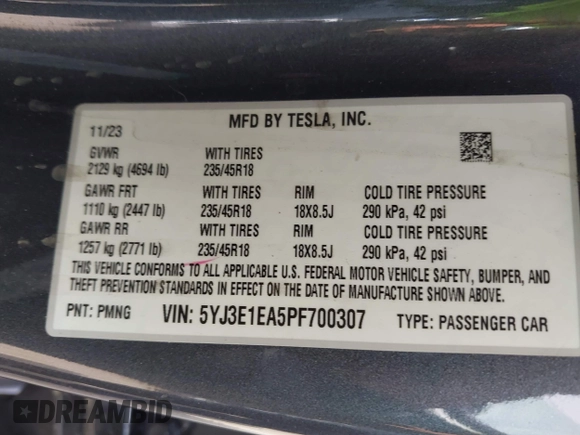 MFD BY TESLA, INC.
11/23
GVWR WITH TIRES
2129 kg (4694 lb) 235/45R18
GAWR FRT WITH TIRES RIM COLD TIRE PRESSURE
1110 kg (2447 lb) 235/45R18 18X8.5J 290 kPa, 42 psi
GAWR RR WITH TIRES RIM COLD TIRE PRESSURE
1257 kg (2771 lb) 235/45R18 18X8.5J 290 kPa, 42 psi
THIS VEHICLE CONFORMS TO ALL APPLICABLE U.S. FEDERAL MOTOR VEHICLE SAFETY, BUMPER, AND
THEFT PREVENTION STANDARDS IN EFFECT ON THE DATE OF MANUFACTURE SHOWN ABOVE.
PNT: PMNG VIN: 5YJ3E1EA5PF700307 TYPE: PASSENGER CAR
DREAMBID